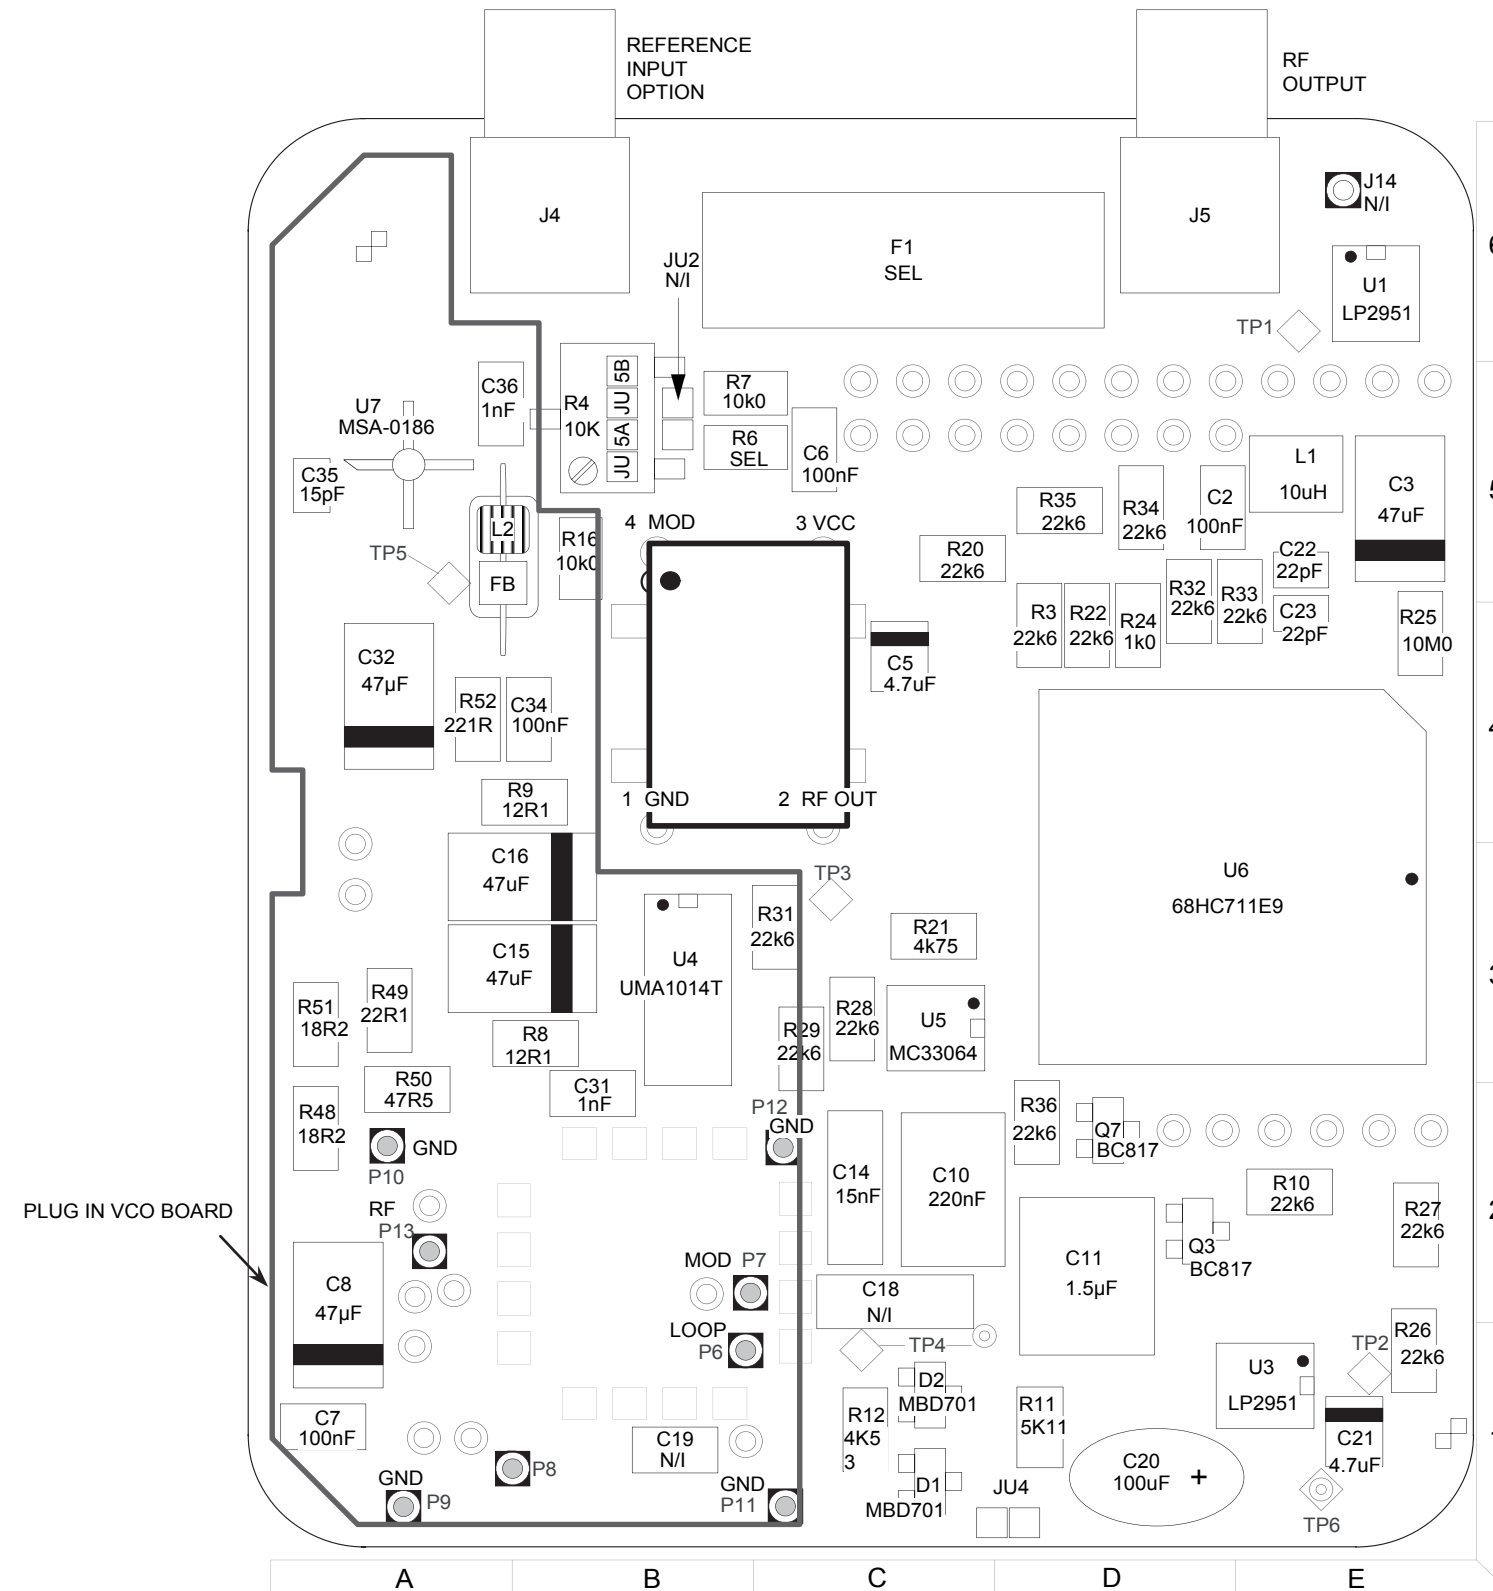 REFERENCE
INPUT
OPTION
RF
OUTPUT
J14
N/I
J4
J5
F1
SEL
JU2
N/I
U1
LP2951
TP1
C36
1nF
R4
10K
JU 5A JU 5B
R7
10k0
R6
SEL
C6
100nF
U7
MSA-0186
C35
15pF
L1
10uH
C3
47uF
R35
22k6
R34
22k6
C2
100nF
L2
FB
TP5
R16
10k0
4 MOD
3 VCC
R20
22k6
C22
22pF
C23
22pF
R32
22k6
R33
22k6
R3
22k6
R22
22k6
R24
1k0
R25
10M0
C5
4.7uF
C32
47µF
R52
221R
C34
100nF
R9
12R1
1 GND
2 RF OUT
C16
47uF
TP3
U6
68HC711E9
R31
22k6
R21
4k75
C15
47uF
U4
UMA1014T
R51
18R2
R49
22R1
R8
12R1
R29
22k6
R28
22k6
U5
MC33064
R50
47R5
C31
1nF
R48
18R2
P12
GND
R36
22k6
Q7
BC817
GND
P10
C14
15nF
C10
220nF
R10
22k6
R27
22k6
PLUG IN VCO BOARD
RF
P13
Q3
BC817
C11
1.5µF
MOD P7
C8
47µF
C18
N/I
LOOP
P6
TP4
TP2
R26
22k6
U3
LP2951
D2
MBD701
C7
100nF
R12
4K5
3
R11
5K11
C21
4.7uF
C19
N/I
C20
100uF +
P8
GND
P9
GND
P11
D1
MBD701
JU4
TP6
A B C D E